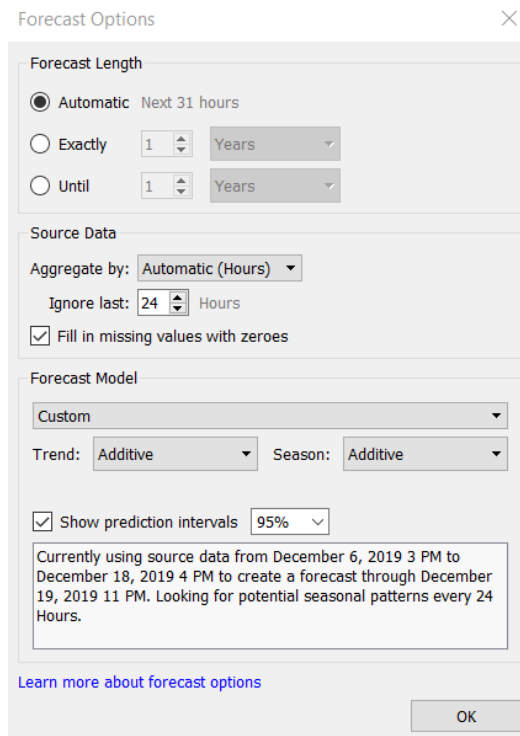 Forecast Options
Forecast Length
Automatic Next 31 hours
Exactly 1 Years
Until 1 Years
Source Data
Aggregate by: Automatic (Hours)
Ignore last: 24 Hours
Fill in missing values with zeroes
Forecast Model
Custom
Trend: Additive Season: Additive
Show prediction intervals 95%
Currently using source data from December 6, 2019 3 PM to
December 18, 2019 4 PM to create a forecast through December
19, 2019 11 PM. Looking for potential seasonal patterns every 24
Hours.
Learn more about forecast options
OK